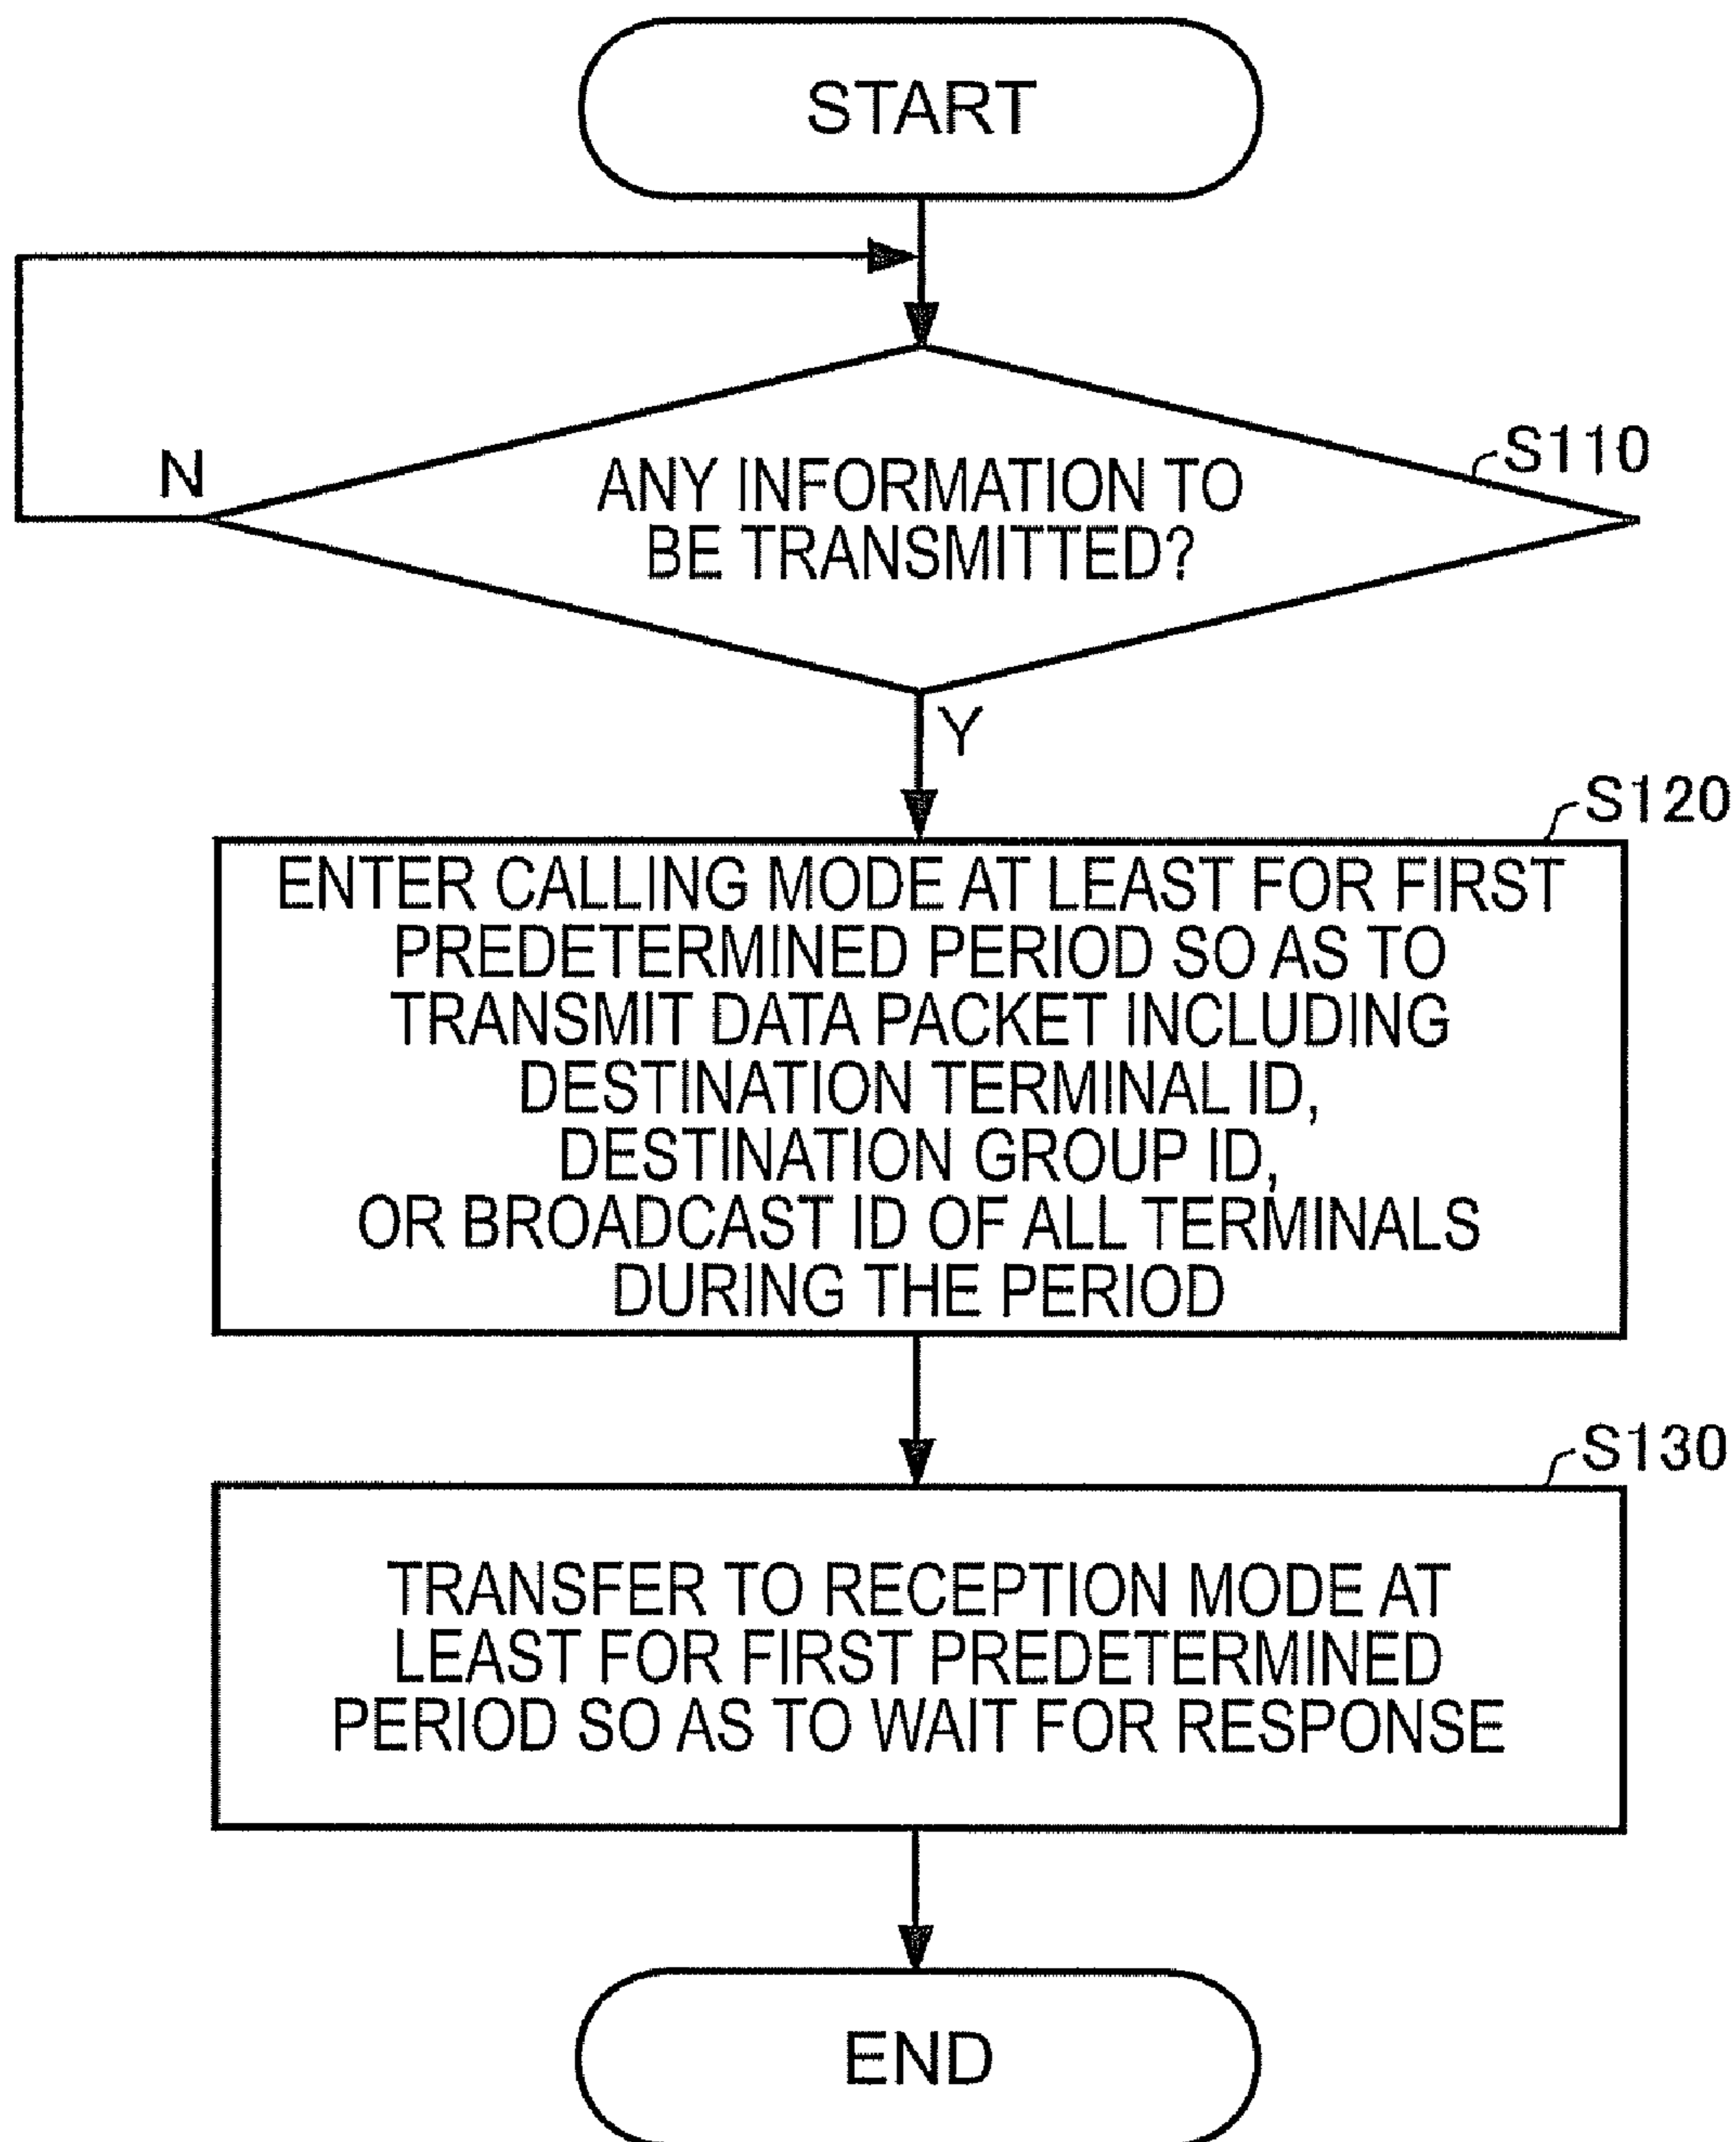 START
N
ANY INFORMATION TO
BE TRANSMITTED?
S110
Y
S120
ENTER CALLING MODE AT LEAST FOR FIRST
PREDETERMINED PERIOD SO AS TO
TRANSMIT DATA PACKET INCLUDING
DESTINATION TERMINAL ID,
DESTINATION GROUP ID,
OR BROADCAST ID OF ALL TERMINALS
DURING THE PERIOD
S130
TRANSFER TO RECEPTION MODE AT
LEAST FOR FIRST PREDETERMINED
PERIOD SO AS TO WAIT FOR RESPONSE
END